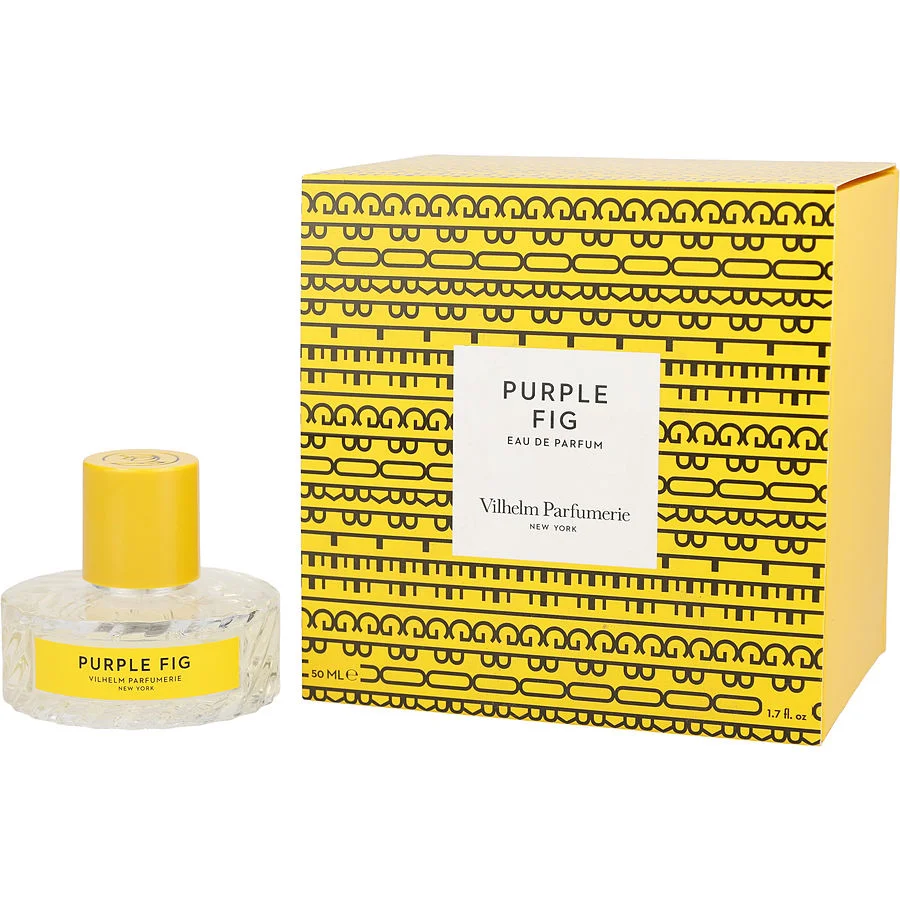 PURPLE
FIG
EAU DE PARFUM
Vilhelm Parfumerie
NEW YORK
50 ML℮
1.7 fl. oz
PURPLE FIG
VILHELM PARFUMERIE
NEW YORK